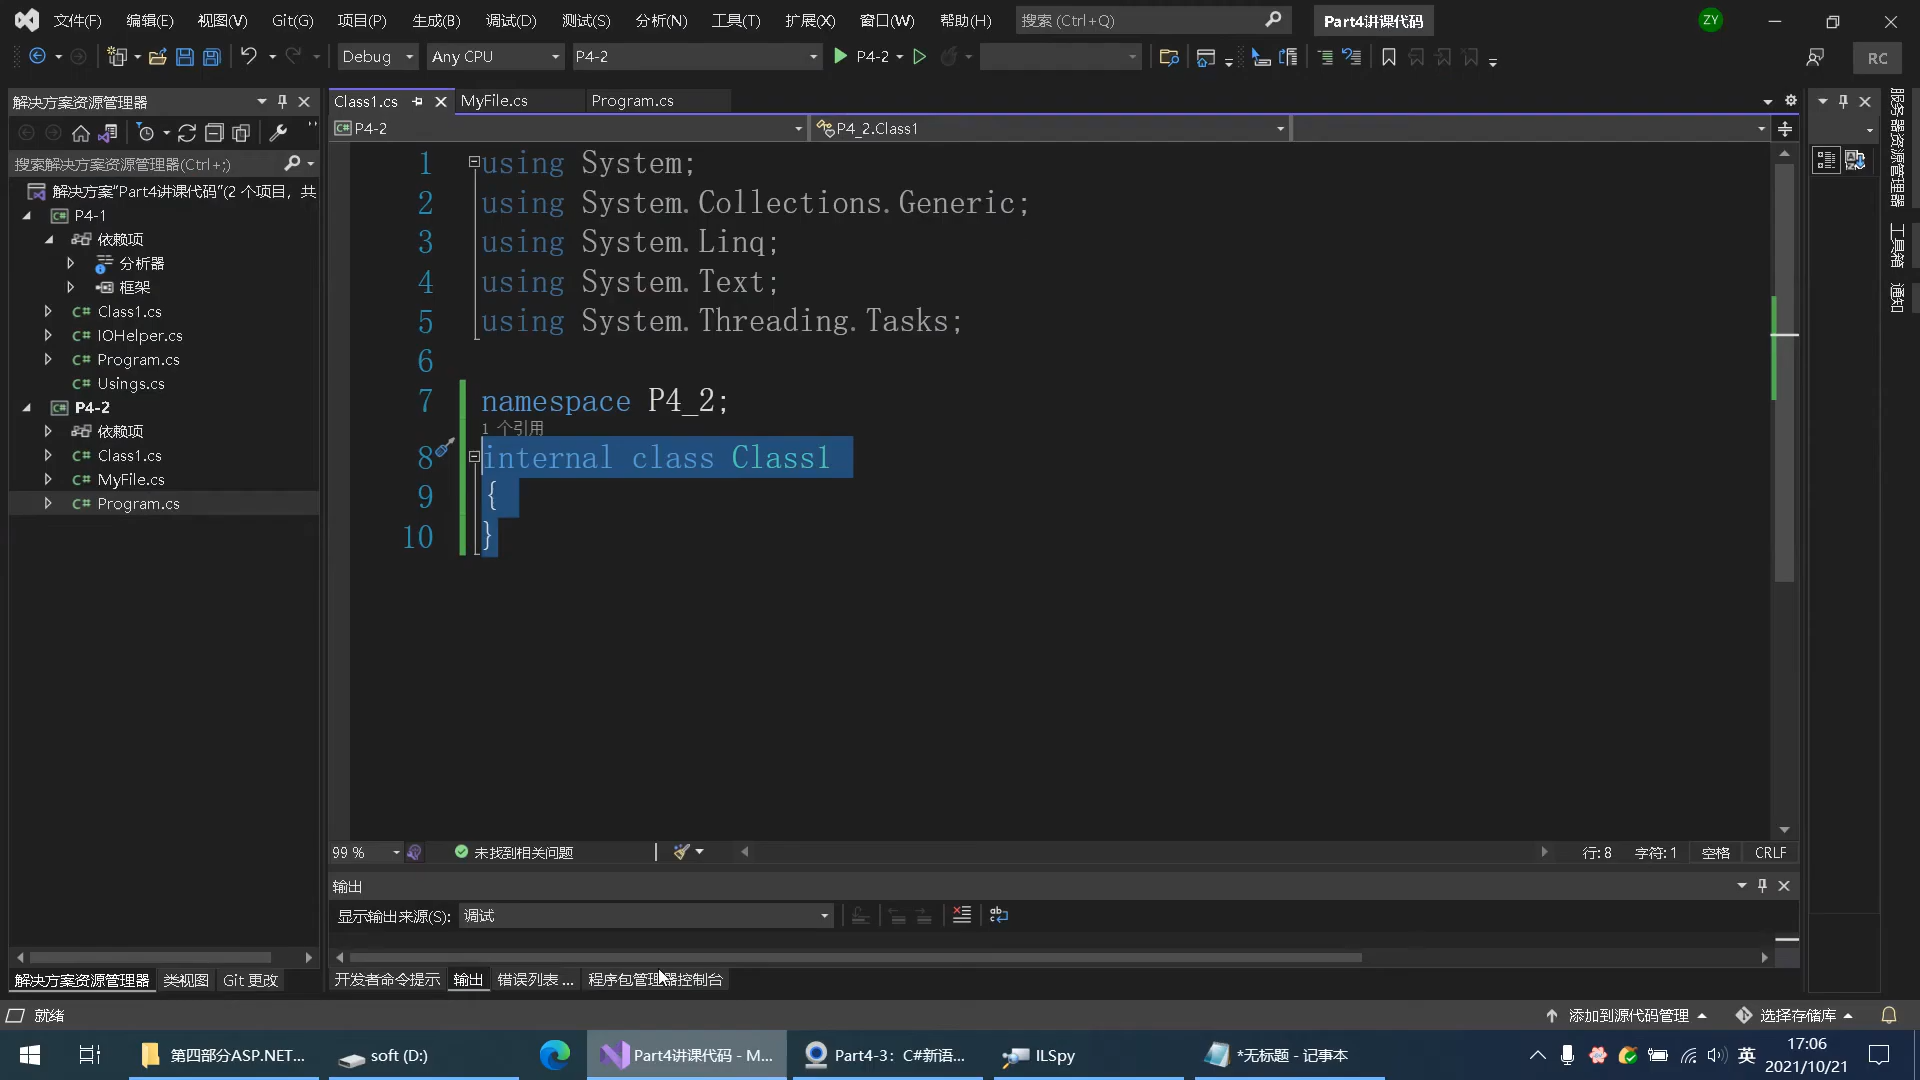 文件(F) 编辑(E) 视图(V) Git(G) 项目(P) 生成(B) 调试(D) 测试(S) 分析(N) 工具(T) 扩展(X) 窗口(W) 帮助(H) 搜索 (Ctrl+Q) Part4讲课代码 ZY
Debug Any CPU P4-2 P4-2 RC
解决方案资源管理器
搜索解决方案资源管理器(Ctrl+;)
解决方案"Part4讲课代码"(2 个项目, 共
P4-1
依赖项
分析器
框架
C# Class1.cs
C# IOHelper.cs
C# Program.cs
C# Usings.cs
P4-2
依赖项
C# Class1.cs
C# MyFile.cs
C# Program.cs
解决方案资源管理器 类视图 Git 更改
Class1.cs MyFile.cs Program.cs
P4-2 P4_2.Class1
1 using System;
2 using System.Collections.Generic;
3 using System.Linq;
4 using System.Text;
5 using System.Threading.Tasks;
6
7 namespace P4_2;
1 个引用
8 internal class Class1
9 {
10 }
99 % 未找到相关问题 行: 8 字符: 1 空格 CRLF
输出
显示输出来源(S): 调试
开发者命令提示 输出 错误列表 ... 程序包管理器控制台
服务器资源管理器
工具箱
通知
就绪 添加到源代码管理 选择存储库
第四部分ASP.NET... soft (D:) Part4讲课代码 - M... Part4-3：C#新语... ILSpy *无标题 - 记事本 英 17:06
2021/10/21